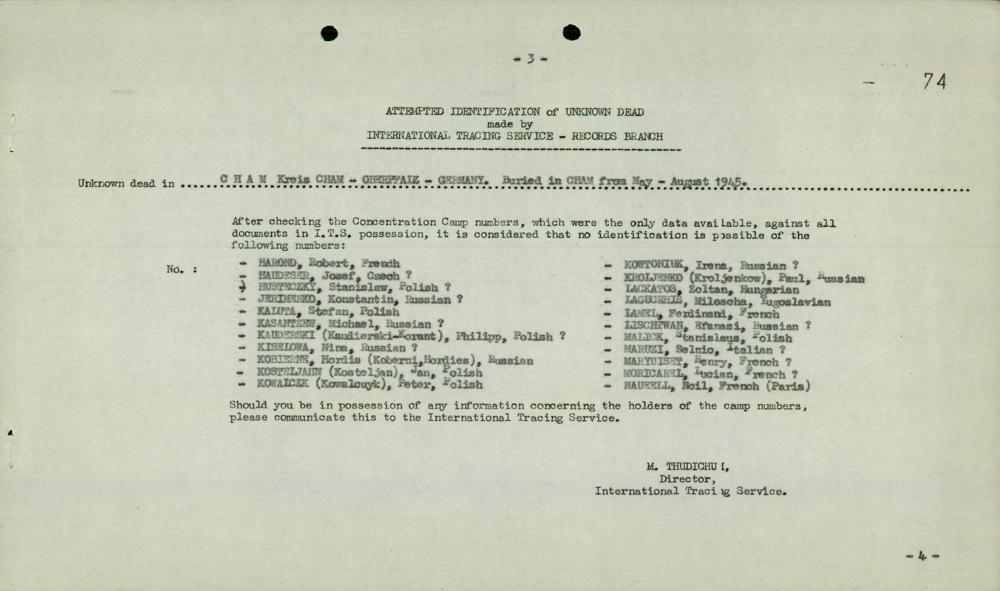 - 3 -
- 74
ATTEMPTED IDENTIFICATION of UNKNOWN DEAD
made by
INTERNATIONAL TRACING SERVICE - RECORDS BRANCH
Unknown dead in ...... C H A M Kreis CHAM - OBERPFALZ - GERMANY. Buried in CHAM from May - August 1945.
After checking the Concentration Camp numbers, which were the only data available, against all
documents in I.T.S. possession, it is considered that no identification is possible of the
following numbers:
No. :
- HAROND, Robert, French
- HAUDESER, Josef, Czech ?
- HUSTECZKY, Stanislaw, Polish ?
- JERIMENKO, Konstantin, Russian ?
- KALUTA, Stefan, Polish
- KASANTZEW, Michael, Russian ?
- KAUDERSKI (Kaudierski-Korant), Philipp, Polish ?
- KISELOWA, Nina, Russian ?
- KOBIERNE, Hordis (Koberni,Hordies), Russian
- KOSTELJAHN (Kosteljan), Jan, Polish
- KOWALCZK (Kowalouyk), Peter, Polish
- KOWTONIUK, Irena, Russian ?
- KROLJENKO (Kroljenkow), Paul, Russian
- LACKATOS, Zoltan, Hungarian
- LAGUCEHIS, Miloscha, Yugoslavian
- LAMEL, Ferdinand, French
- LISCHTWAN, Efanasi, Russian ?
- MALICK, Stanislaus, Polish
- MARUZI, Selnio, Italian ?
- MARYUISET, Henry, French ?
- MORICAREL, Lucian, French ?
- NAUWELL, Noil, French (Paris)
Should you be in possession of any information concerning the holders of the camp numbers,
please communicate this to the International Tracing Service.
M. THUDICHUM,
Director,
International Tracing Service.
- 4 -